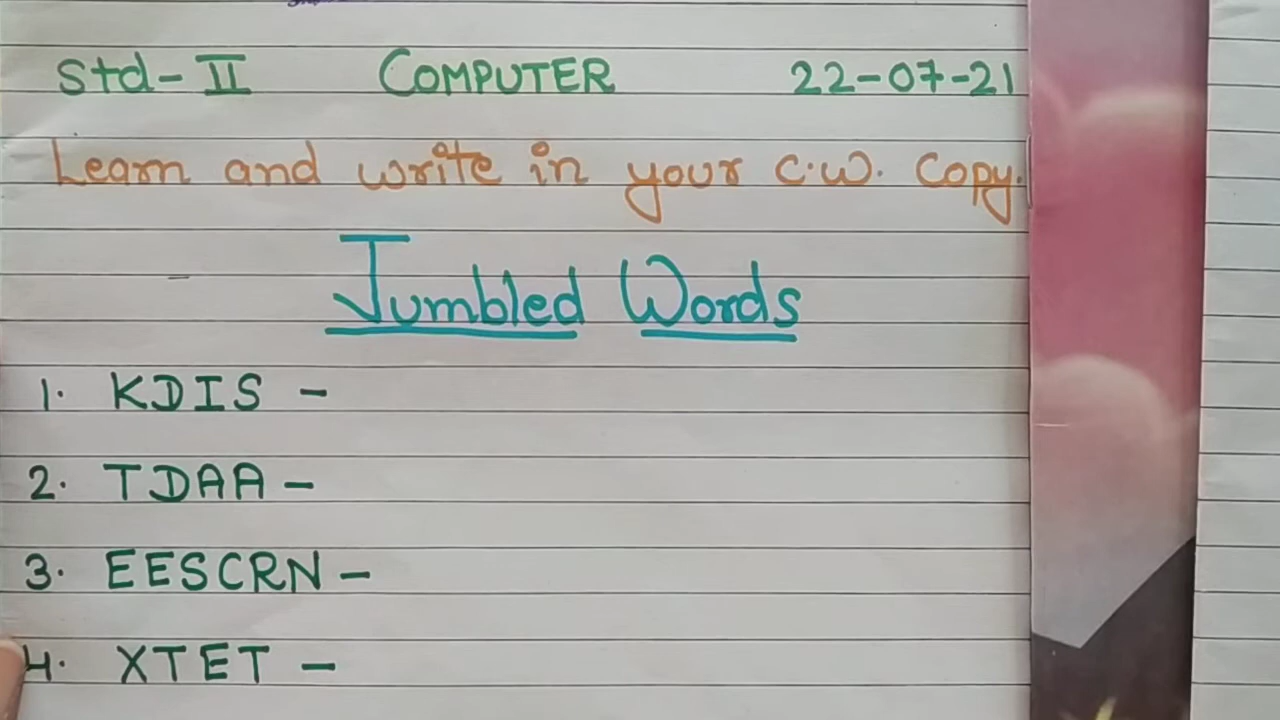 Std-II COMPUTER 22-07-21
Learn and write in your C.W. Copy.
Jumbled Words
1. KDIS -
2. TDAA -
3. EESCRN -
4. XTET -